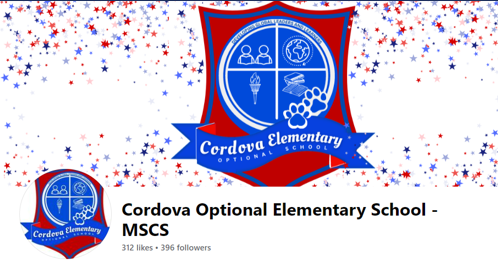 DEVELOPING GLOBAL LEADERS AND LEARNERS
Cordova Elementary
OPTIONAL SCHOOL
Cordova Elementary
OPTIONAL SCHOOL
Cordova Optional Elementary School -
MSCS
312 likes • 396 followers